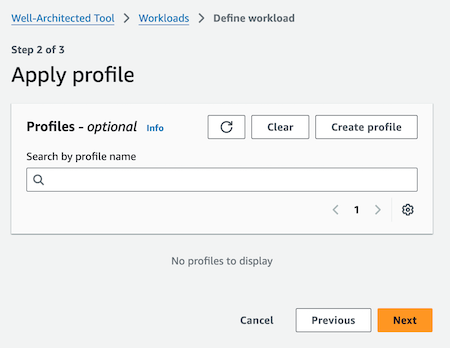 Well-Architected Tool > Workloads > Define workload
Step 2 of 3
Apply profile
Profiles - optional Info Clear Create profile
Search by profile name
< 1 >
No profiles to display
Cancel Previous Next